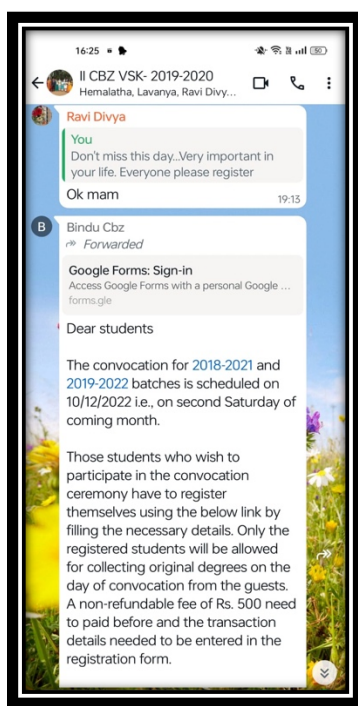 16:25
50
II CBZ VSK- 2019-2020
Hemalatha, Lavanya, Ravi Divy...
Ravi Divya
You
Don't miss this day...Very important in
your life. Everyone please register
Ok mam
19:13
B
Bindu Cbz
Forwarded
Google Forms: Sign-in
Access Google Forms with a personal Google ...
forms.gle
Dear students
The convocation for 2018-2021 and
2019-2022 batches is scheduled on
10/12/2022 i.e., on second Saturday of
coming month.
Those students who wish to
participate in the convocation
ceremony have to register
themselves using the below link by
filling the necessary details. Only the
registered students will be allowed
for collecting original degrees on the
day of convocation from the guests.
A non-refundable fee of Rs. 500 need
to paid before and the transaction
details needed to be entered in the
registration form.